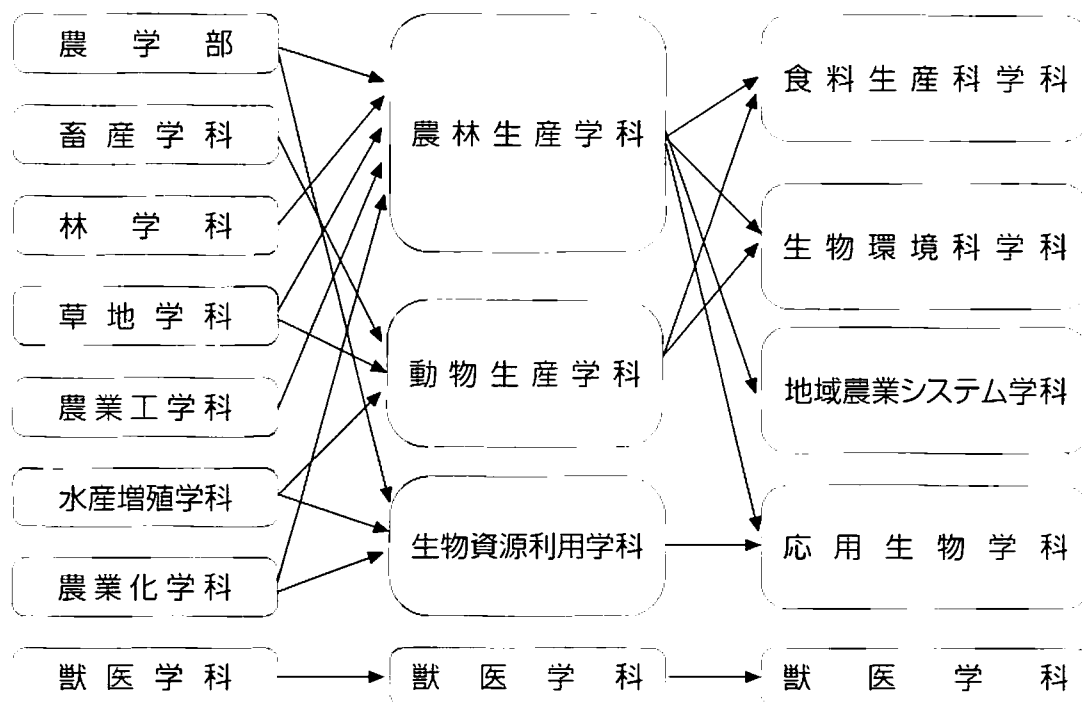 農学部
畜産学科
林学科
草地学科
農業工学科
水産増殖学科
農業化学科
獣医学科
農林生産学科
動物生産学科
生物資源利用学科
獣医学科
食料生産科学科
生物環境科学科
地域農業システム学科
応用生物学科
獣医学科